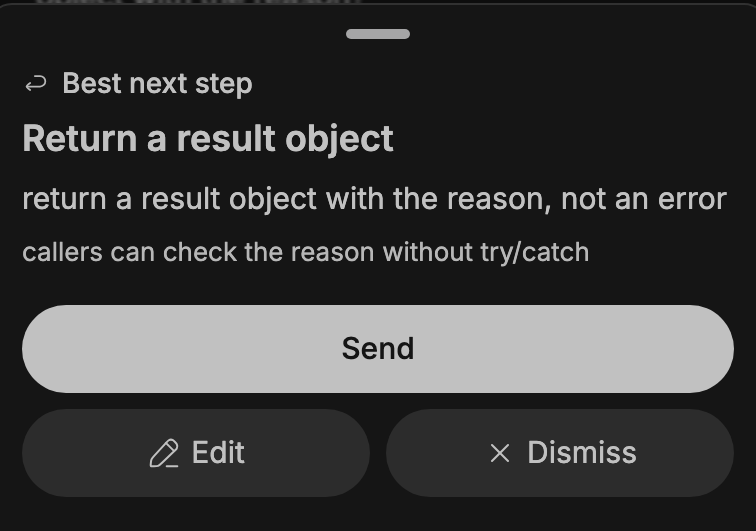 Best next step
Return a result object
return a result object with the reason, not an error
callers can check the reason without try/catch
Send
Edit
Dismiss